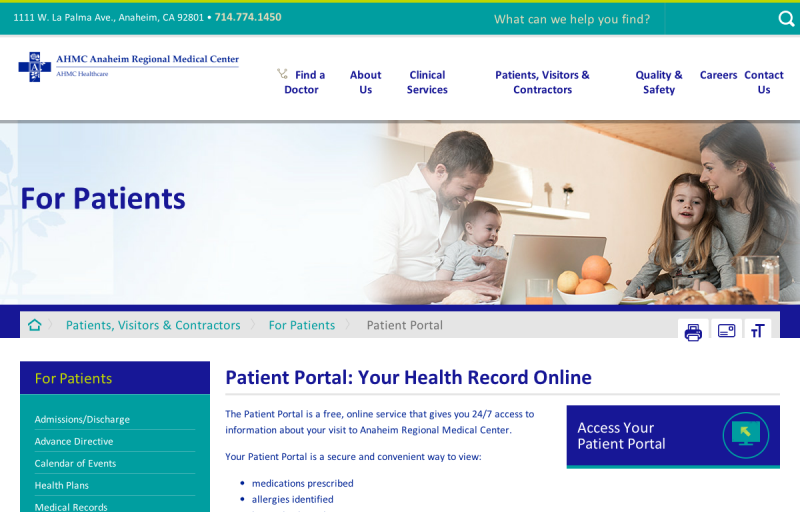 1111 W. La Palma Ave., Anaheim, CA 92801 • 714.774.1450
What can we help you find?
AHMC Anaheim Regional Medical Center
AHMC Healthcare
Find a
Doctor
About
Us
Clinical
Services
Patients, Visitors &
Contractors
Quality &
Safety
Careers
Contact
Us
For Patients
Patients, Visitors & Contractors
For Patients
Patient Portal
TT
For Patients
Admissions/Discharge
Advance Directive
Calendar of Events
Health Plans
Medical Records
Patient Portal: Your Health Record Online
The Patient Portal is a free, online service that gives you 24/7 access to
information about your visit to Anaheim Regional Medical Center.
Your Patient Portal is a secure and convenient way to view:
• medications prescribed
• allergies identified
Access Your
Patient Portal